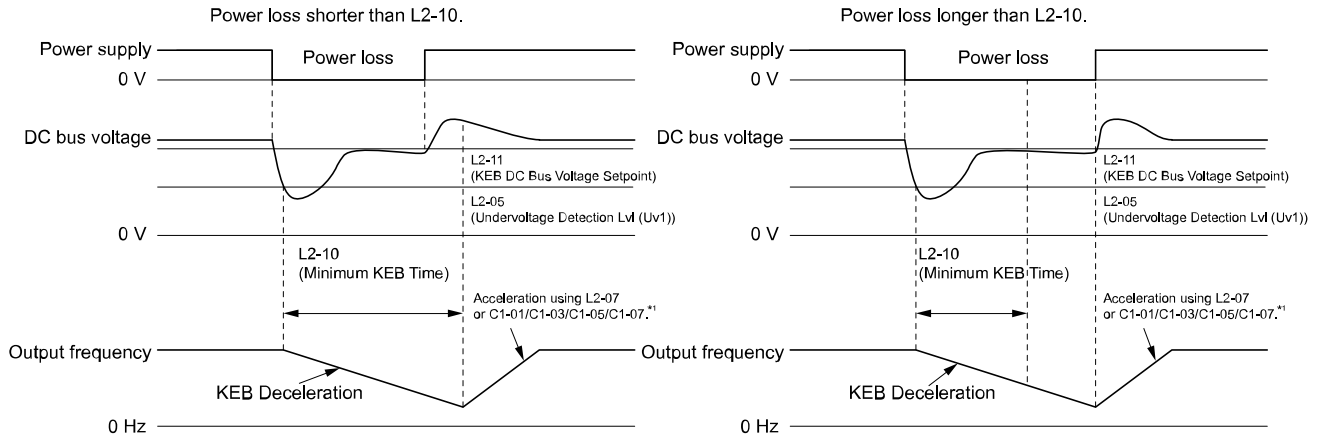 Power loss shorter than L2-10.
Power supply
Power loss
0 V
DC bus voltage
L2-11
(KEB DC Bus Voltage Setpoint)
L2-05
(Undervoltage Detection Lvl (Uv1))
0 V
L2-10
(Minimum KEB Time)
Acceleration using L2-07
or C1-01/C1-03/C1-05/C1-07.*1
Output frequency
KEB Deceleration
0 Hz
Power loss longer than L2-10.
Power supply
Power loss
0 V
DC bus voltage
L2-11
(KEB DC Bus Voltage Setpoint)
L2-05
(Undervoltage Detection Lvl (Uv1))
0 V
L2-10
(Minimum KEB Time)
Acceleration using L2-07
or C1-01/C1-03/C1-05/C1-07.*1
Output frequency
KEB Deceleration
0 Hz